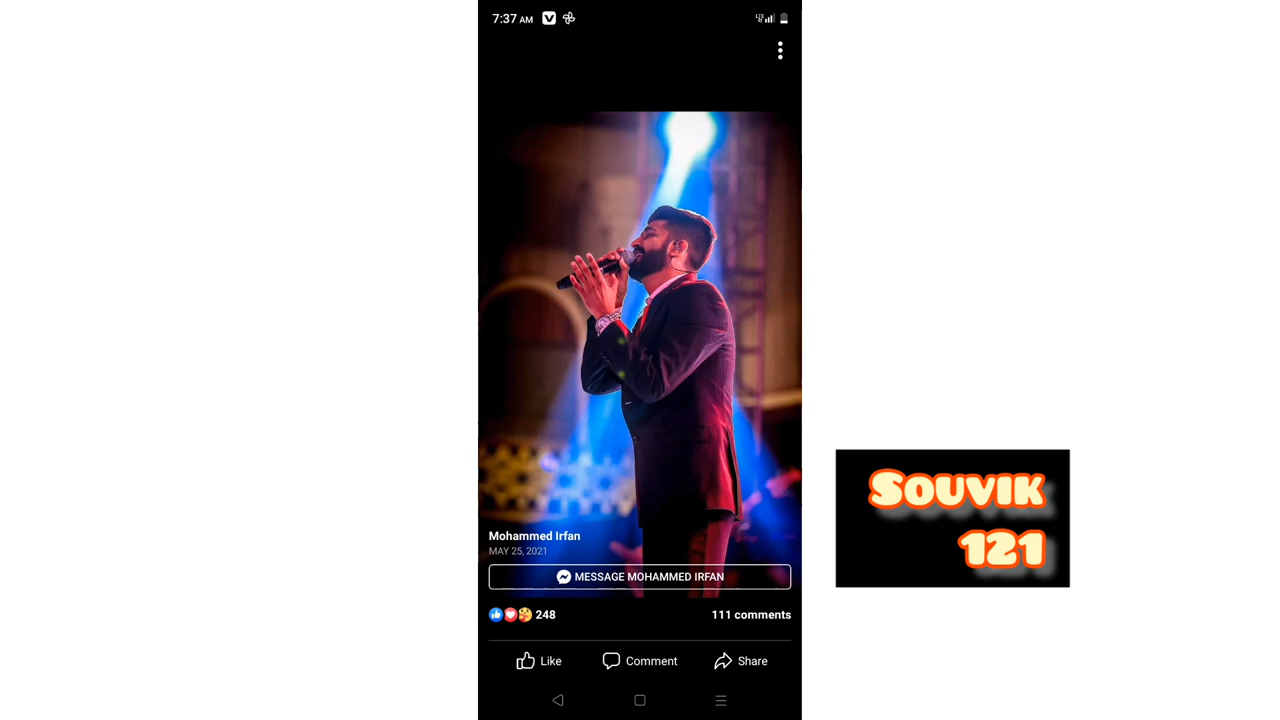 7:37 AM
Mohammed Irfan
MAY 25, 2021
MESSAGE MOHAMMED IRFAN
248
111 comments
Like
Comment
Share
Souvik
121